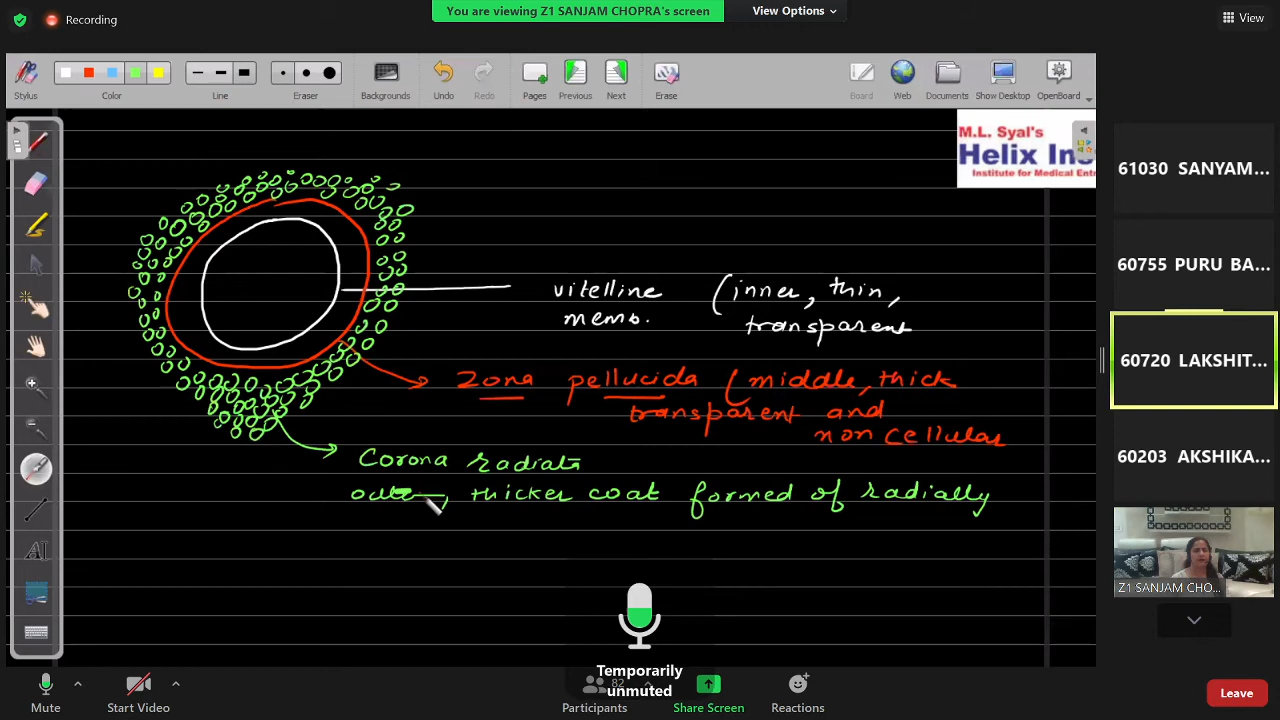 Recording
You are viewing Z1 SANJAM CHOPRA's screen
View Options
View
Stylus
Color
Line
Eraser
Backgrounds
Undo
Redo
Pages
Previous
Next
Erase
Board
Web
Documents
Show Desktop
OpenBoard
M.L. Syal's
Helix Ins
Institute for Medical Entr
vitelline (inner, thin,
memb. transparent
Zona pellucida (middle, thick
transparent and
non cellular
Corona radiata
outer, thicker coat formed of radially
61030 SANYAM...
60755 PURU BA...
60720 LAKSHIT...
60203 AKSHIKA...
Z1 SANJAM CHO...
Temporarily
unmuted
82
Mute
Start Video
Participants
Share Screen
Reactions
Leave